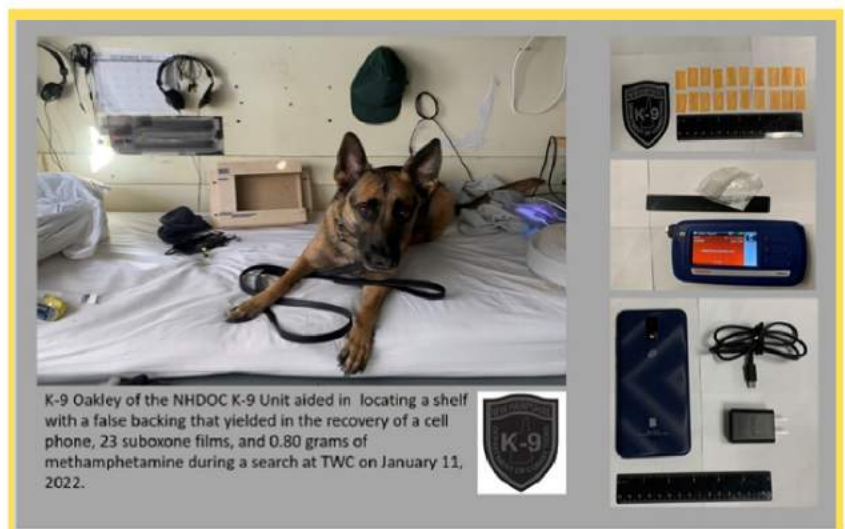 K-9 Oakley of the NHDOC K-9 Unit aided in locating a shelf
with a false backing that yielded in the recovery of a cell
phone, 23 suboxone films, and 0.80 grams of
methamphetamine during a search at TWC on January 11,
2022.
K-9
K-9